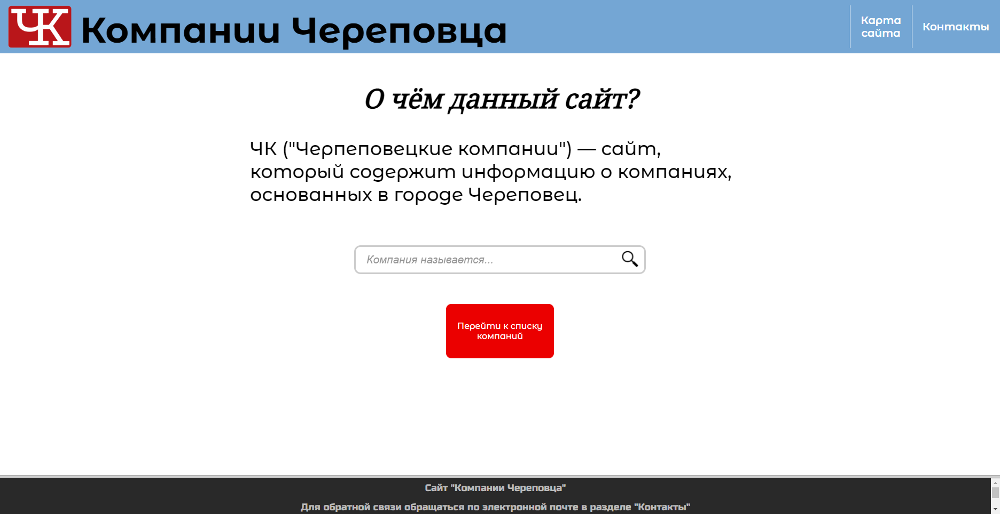 ЧК Компании Череповца
Карта
сайта
Контакты
О чём данный сайт?
ЧК ("Черпеповецкие компании") — сайт,
который содержит информацию о компаниях,
основанных в городе Череповец.
Компания называется...
Перейти к списку
компаний
Сайт "Компании Череповца"
Для обратной связи обращаться по электронной почте в разделе "Контакты"